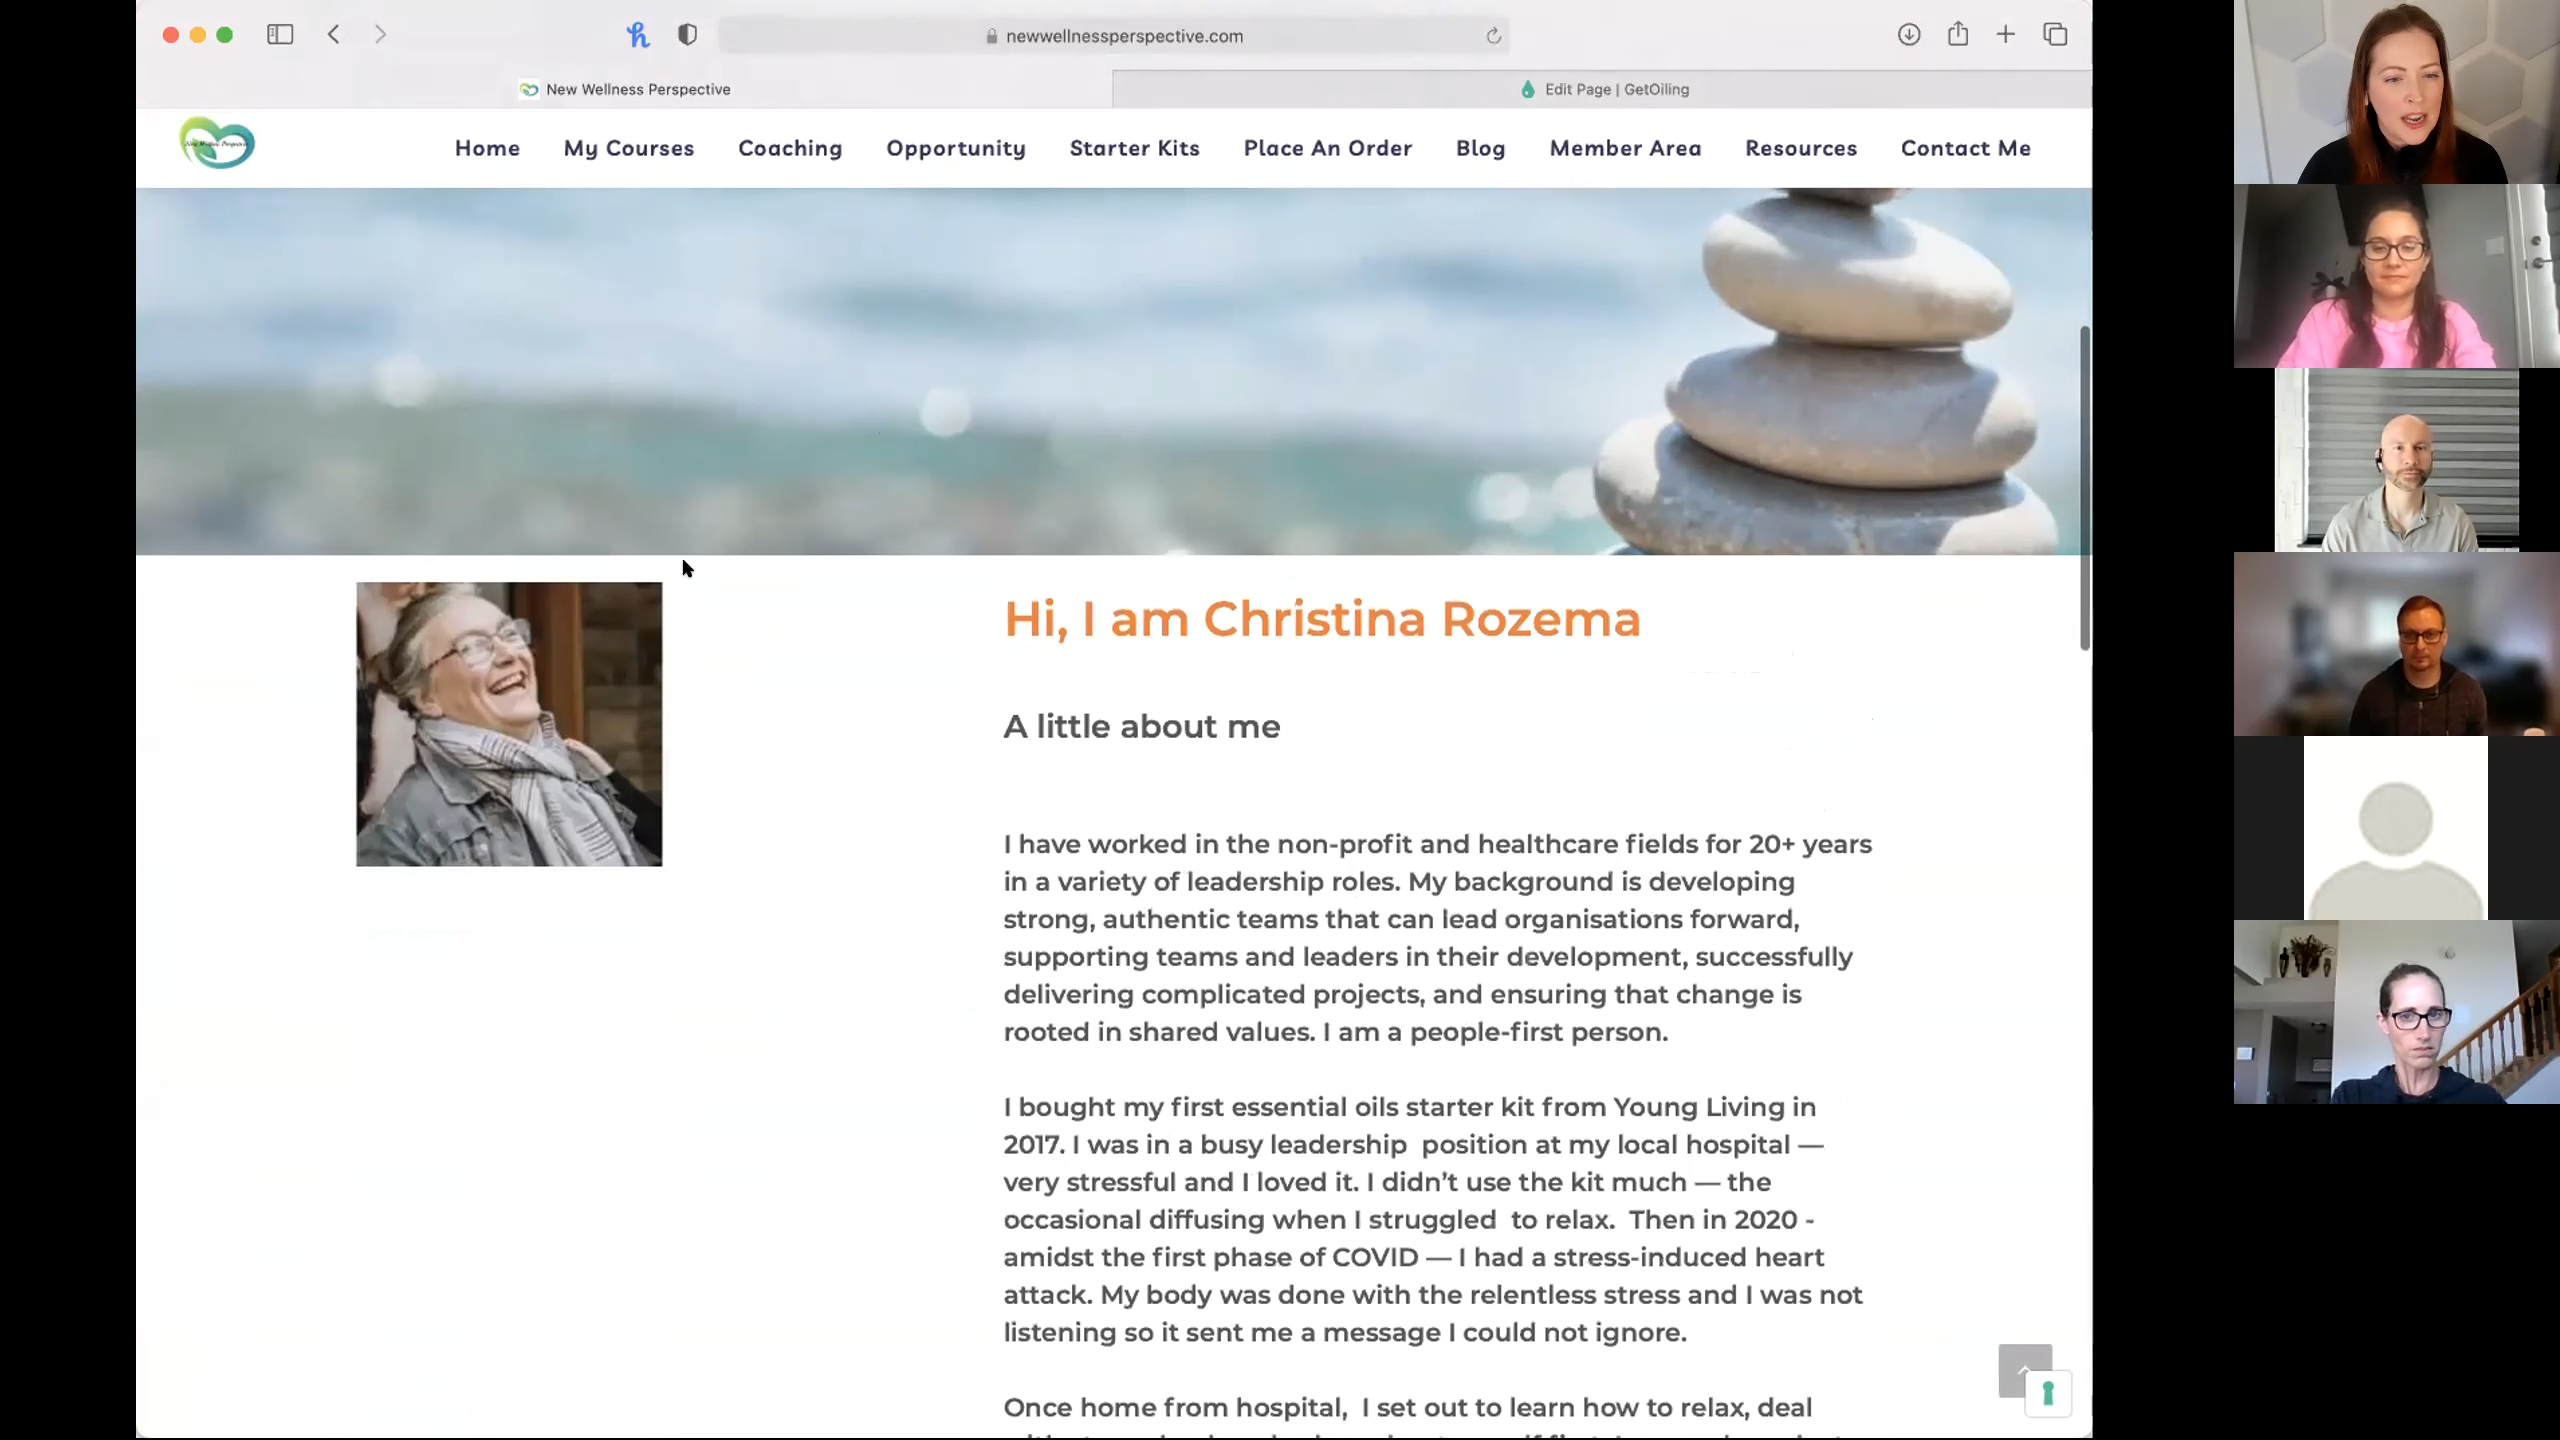 newwellnessperspective.com
New Wellness Perspective
Edit Page | GetOiling
Home My Courses Coaching Opportunity Starter Kits Place An Order Blog Member Area Resources Contact Me
Hi, I am Christina Rozema
A little about me
I have worked in the non-profit and healthcare fields for 20+ years
in a variety of leadership roles. My background is developing
strong, authentic teams that can lead organisations forward,
supporting teams and leaders in their development, successfully
delivering complicated projects, and ensuring that change is
rooted in shared values. I am a people-first person.
I bought my first essential oils starter kit from Young Living in
2017. I was in a busy leadership position at my local hospital —
very stressful and I loved it. I didn’t use the kit much — the
occasional diffusing when I struggled to relax. Then in 2020 -
amidst the first phase of COVID — I had a stress-induced heart
attack. My body was done with the relentless stress and I was not
listening so it sent me a message I could not ignore.
Once home from hospital, I set out to learn how to relax, deal